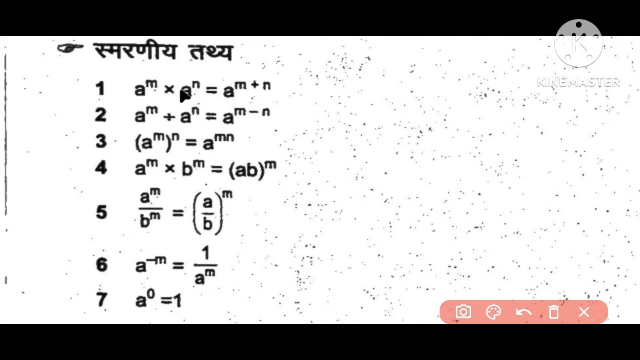 ☞ स्मरणीय तथ्य
K
KINEMASTER
1 aᵐ × aⁿ = aᵐ⁺ⁿ
2 aᵐ ÷ aⁿ = aᵐ⁻ⁿ
3 (aᵐ)ⁿ = aᵐⁿ
4 aᵐ × bᵐ = (ab)ᵐ
5 aᵐ/bᵐ = (a/b)ᵐ
6 a⁻ᵐ = 1/aᵐ
7 a⁰ =1